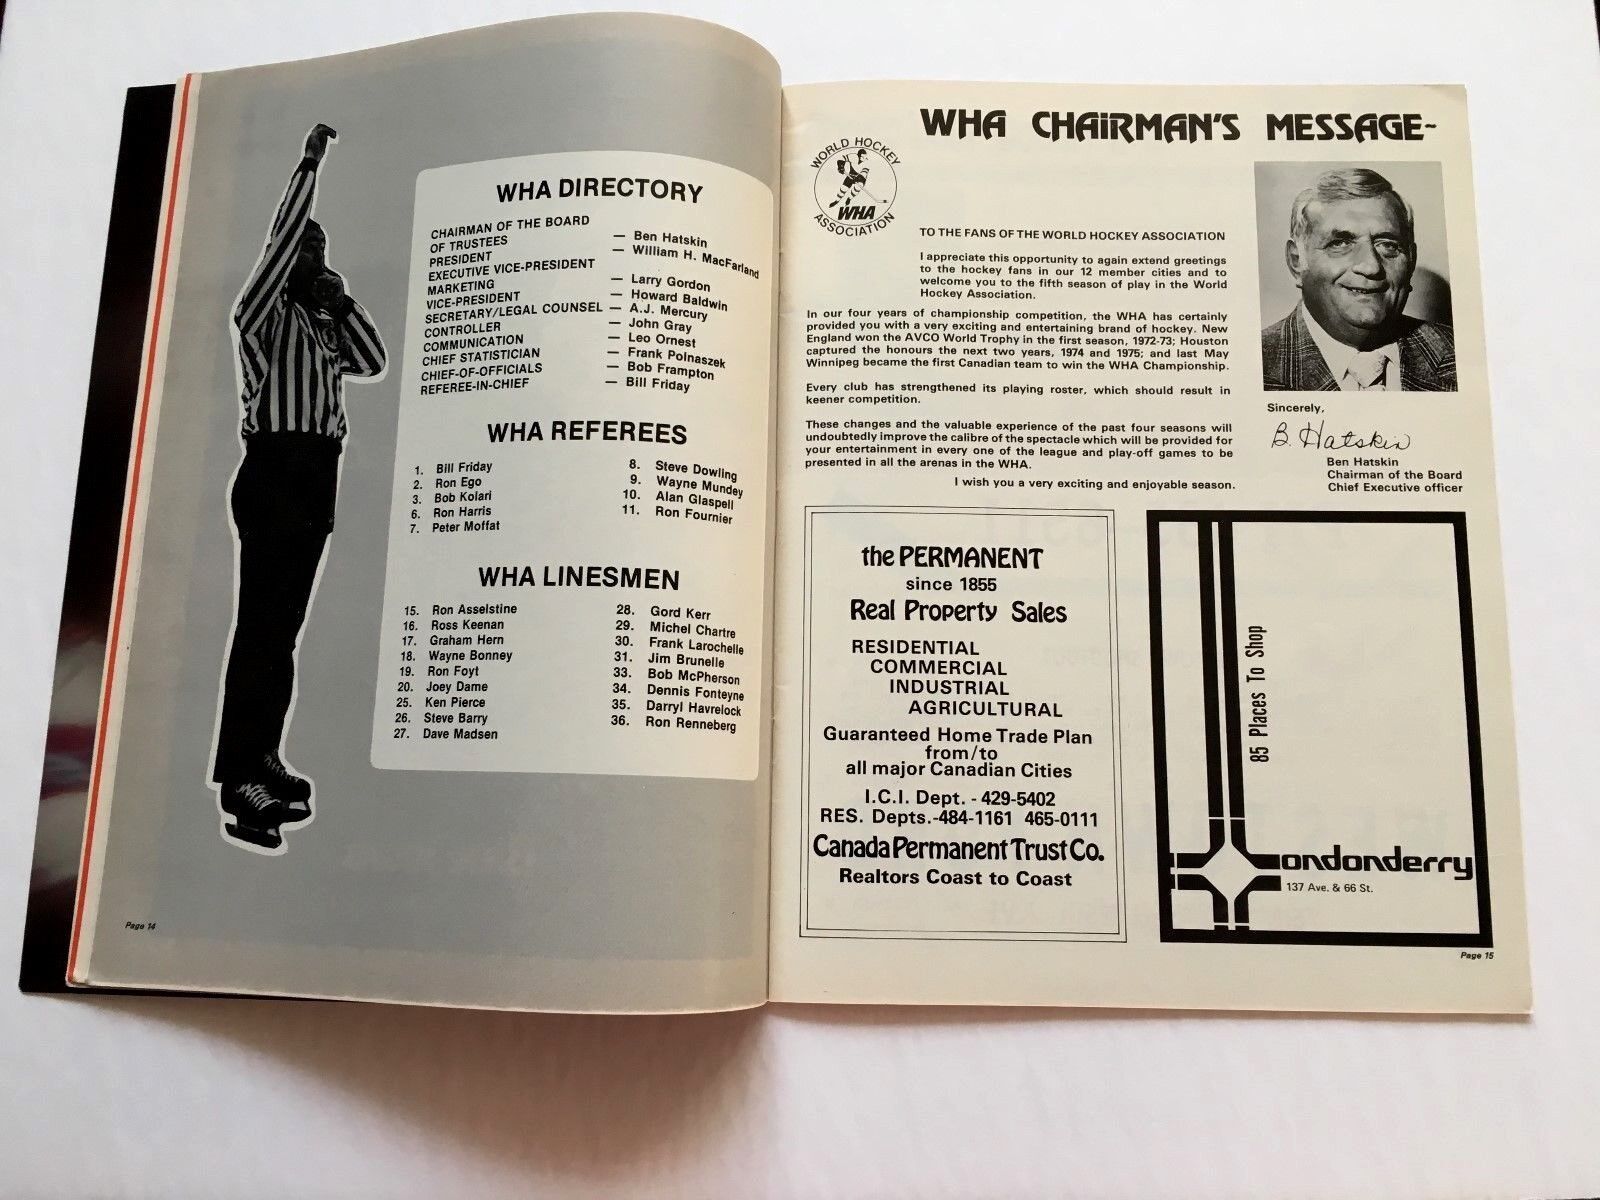 WHA DIRECTORY
CHAIRMAN OF THE BOARD
OF TRUSTEES — Ben Hatskin
PRESIDENT — William H. MacFarland
EXECUTIVE VICE-PRESIDENT
MARKETING — Larry Gordon
VICE-PRESIDENT — Howard Baldwin
SECRETARY/LEGAL COUNSEL — A.J. Mercury
CONTROLLER — John Gray
COMMUNICATION — Leo Ornest
CHIEF STATISTICIAN — Frank Polnaszek
CHIEF-OF-OFFICIALS — Bob Frampton
REFEREE-IN-CHIEF — Bill Friday
WHA REFEREES
1. Bill Friday
2. Ron Ego
3. Bob Kolari
6. Ron Harris
7. Peter Moffat
8. Steve Dowling
9. Wayne Mundey
10. Alan Glaspell
11. Ron Fournier
WHA LINESMEN
15. Ron Asselstine
16. Ross Keenan
17. Graham Hern
18. Wayne Bonney
19. Ron Foyt
20. Joey Dame
25. Ken Pierce
26. Steve Barry
27. Dave Madsen
28. Gord Kerr
29. Michel Chartre
30. Frank Larochelle
31. Jim Brunelle
33. Bob McPherson
34. Dennis Fonteyne
35. Darryl Havrelock
36. Ron Renneberg
Page 14
WHA CHAIRMAN'S MESSAGE-
WORLD HOCKEY
WHA
ASSOCIATION
TO THE FANS OF THE WORLD HOCKEY ASSOCIATION
I appreciate this opportunity to again extend greetings
to the hockey fans in our 12 member cities and to
welcome you to the fifth season of play in the World
Hockey Association.
In our four years of championship competition, the WHA has certainly
provided you with a very exciting and entertaining brand of hockey. New
England won the AVCO World Trophy in the first season, 1972-73; Houston
captured the honours the next two years, 1974 and 1975; and last May
Winnipeg became the first Canadian team to win the WHA Championship.
Every club has strengthened its playing roster, which should result in
keener competition.
These changes and the valuable experience of the past four seasons will
undoubtedly improve the calibre of the spectacle which will be provided for
your entertainment in every one of the league and play-off games to be
presented in all the arenas in the WHA.
I wish you a very exciting and enjoyable season.
Sincerely,
B. Hatskin
Ben Hatskin
Chairman of the Board
Chief Executive officer
the PERMANENT
since 1855
Real Property Sales
RESIDENTIAL
COMMERCIAL
INDUSTRIAL
AGRICULTURAL
Guaranteed Home Trade Plan
from/to
all major Canadian Cities
I.C.I. Dept. - 429-5402
RES. Depts.-484-1161 465-0111
Canada Permanent Trust Co.
Realtors Coast to Coast
85 Places To Shop
Londonderry
137 Ave. & 66 St.
Page 15